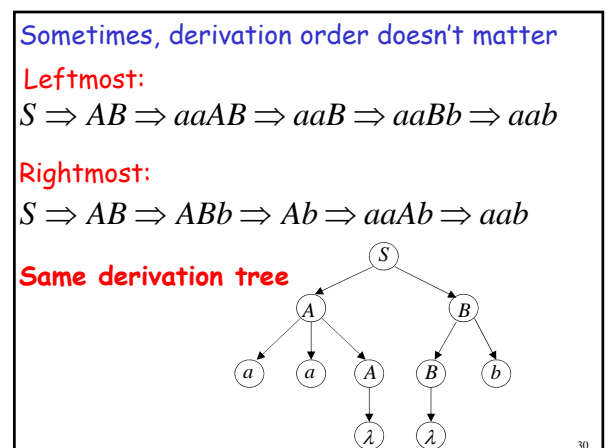 Sometimes, derivation order doesn't matter
Leftmost:
S ⇒ AB ⇒ aaAB ⇒ aaB ⇒ aaBb ⇒ aab
Rightmost:
S ⇒ AB ⇒ ABb ⇒ Ab ⇒ aaAb ⇒ aab
Same derivation tree
S
A B
a a A B b
λ λ
30